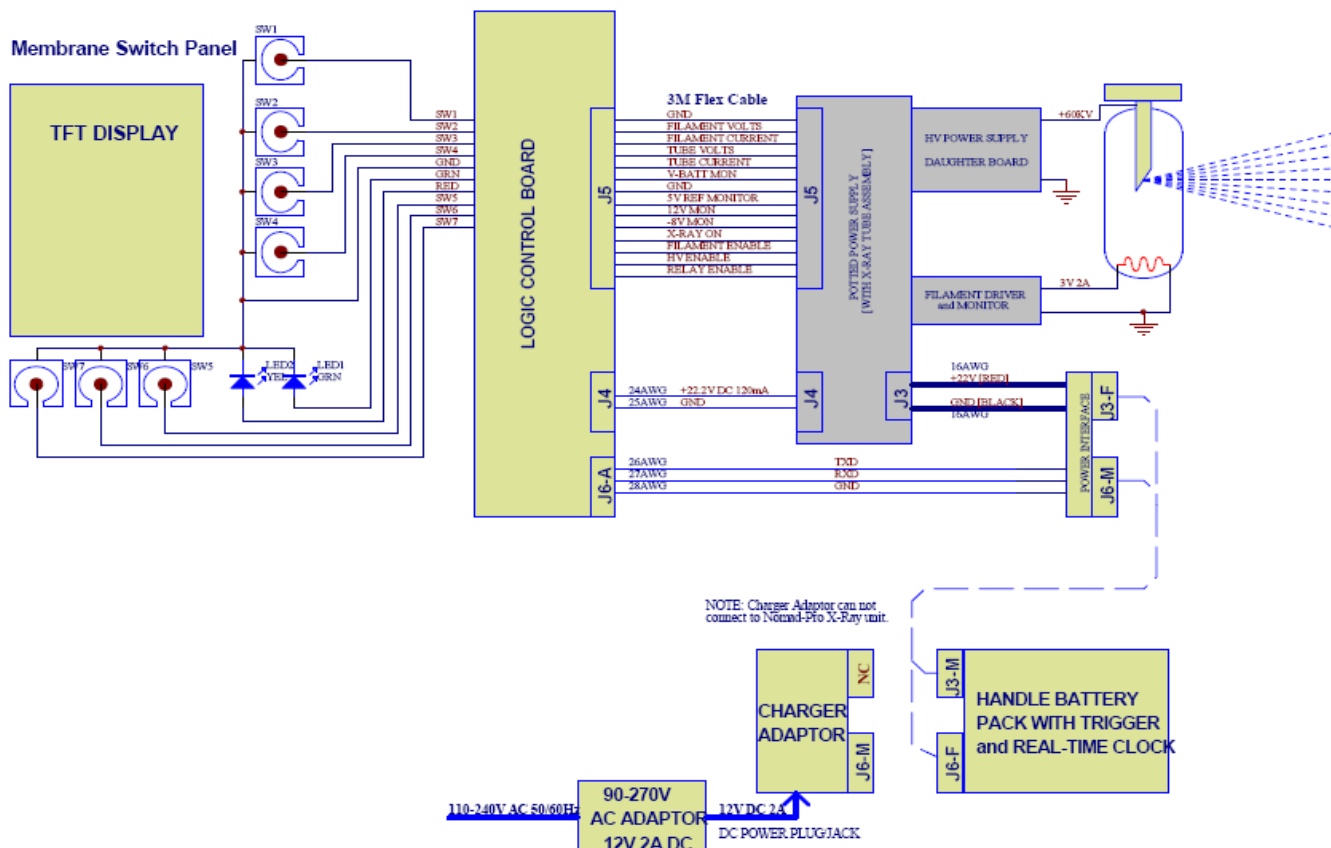 Membrane Switch Panel
TFT DISPLAY
SW1
SW2
SW3
SW4
SW7
SW6
SW5
LED2
YEL
LED1
GRN
SW1
SW2
SW3
SW4
GND
GRN
RED
SW5
SW6
SW7
LOGIC CONTROL BOARD
J5
J4
J6-A
3M Flex Cable
GND
FILAMENT VOLTS
FILAMENT CURRENT
TUBE VOLTS
TUBE CURRENT
V-BATT MON
GND
5V REF MONITOR
12V MON
-8V MON
X-RAY ON
FILAMENT ENABLE
HV ENABLE
RELAY ENABLE
24AWG +22.2V DC 120mA
25AWG GND
26AWG TXD
27AWG RXD
28AWG GND
J5
J4
J3
POTTED POWER SUPPLY
[WITH X-RAY TUBE ASSEMBLY]
HV POWER SUPPLY
DAUGHTER BOARD
+60KV
FILAMENT DRIVER
and MONITOR
3V 2A
16AWG
+22V [RED]
GND [BLACK]
16AWG
POWER INTERFACE
J3-F
J6-M
NOTE: Charger Adaptor can not
connect to Nomad-Pro X-Ray unit.
CHARGER
ADAPTOR
NC
J6-M
J3-M
J6-F
HANDLE BATTERY
PACK WITH TRIGGER
and REAL-TIME CLOCK
110-240V AC 50/60Hz
90-270V
AC ADAPTOR
12V 2A DC
12V DC 2A
DC POWER PLUG/JACK